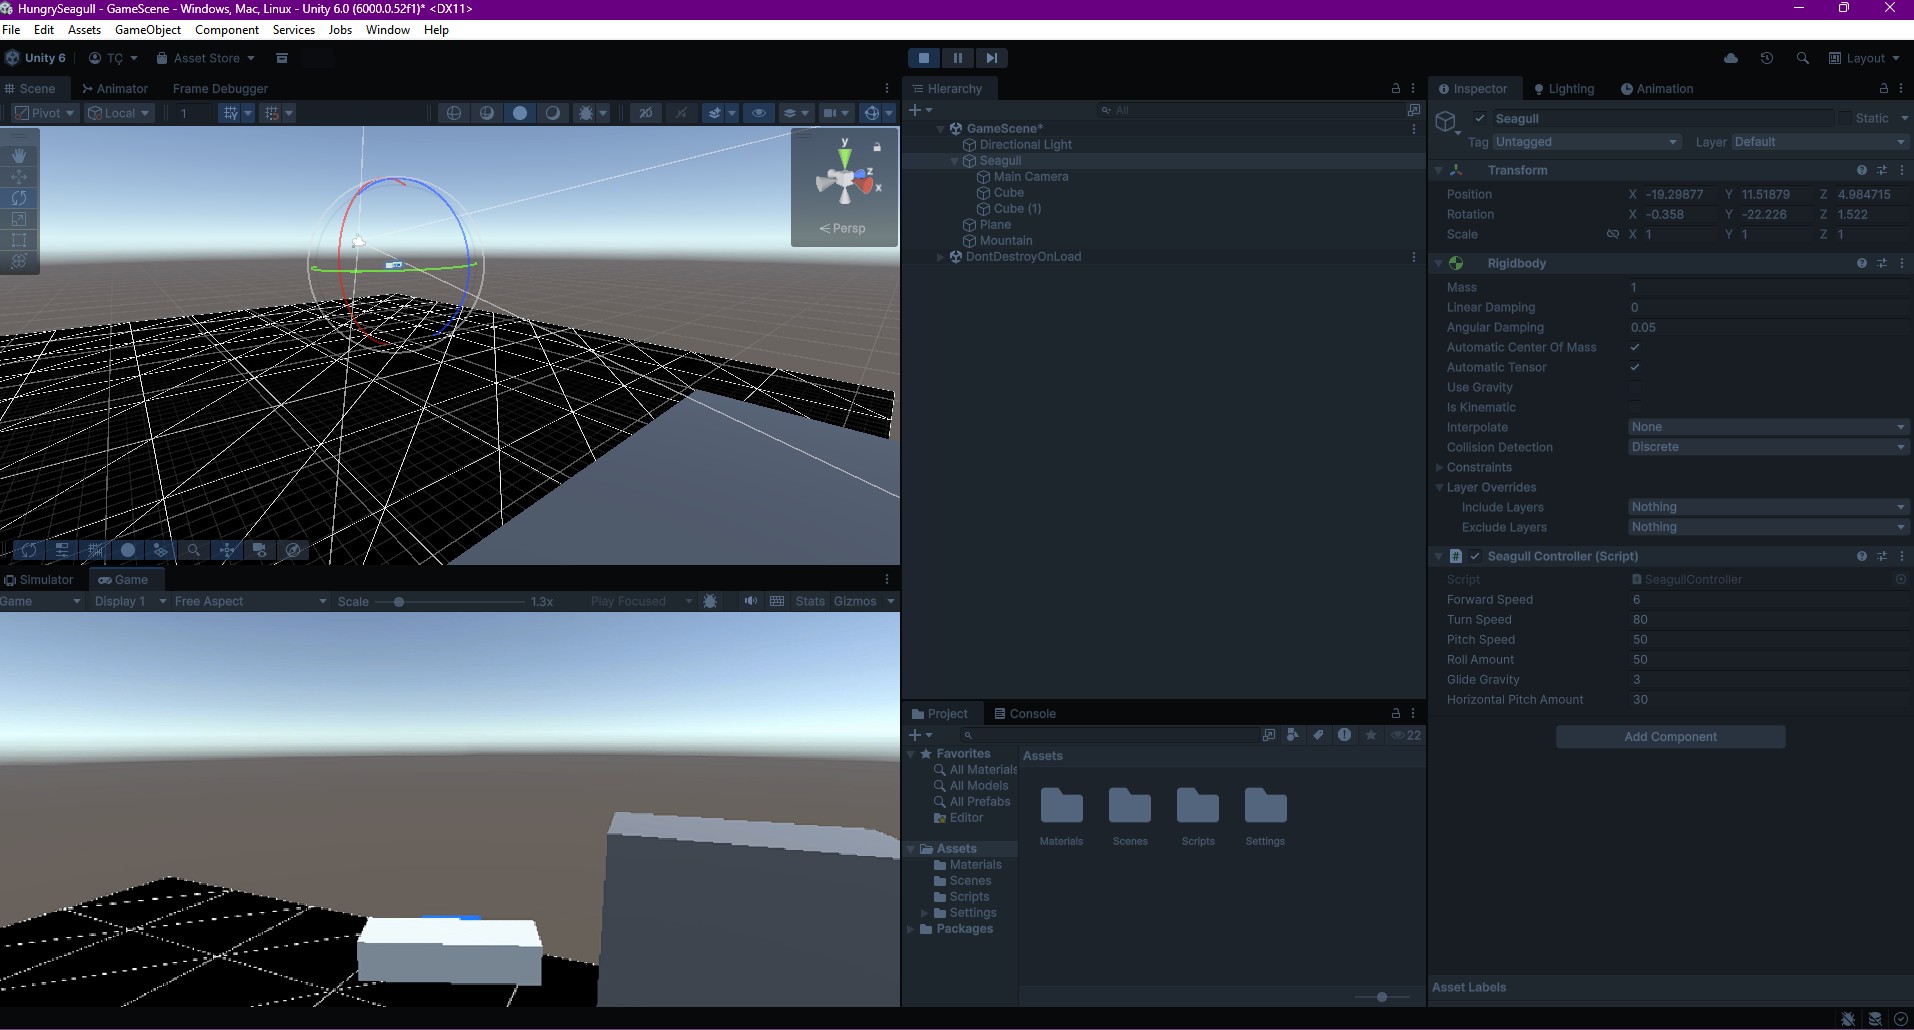 HungrySeagull - GameScene - Windows, Mac, Linux - Unity 6.0 (6000.0.52f1)* <DX11>
File Edit Assets GameObject Component Services Jobs Window Help
Unity 6 TÇ Asset Store Layout
Scene Animator Frame Debugger
Pivot Local 1 2D
y
z
x
Persp
Simulator Game
Game Display 1 Free Aspect Scale 1.3x Play Focused Stats Gizmos
Hierarchy
All
GameScene*
Directional Light
Seagull
Main Camera
Cube
Cube (1)
Plane
Mountain
DontDestroyOnLoad
Project Console
22
Favorites
All Materials
All Models
All Prefabs
Editor
Assets
Materials
Scenes
Scripts
Settings
Packages
Assets
Materials Scenes Scripts Settings
Inspector Lighting Animation
Seagull Static
Tag Untagged Layer Default
Transform
Position X -19.29877 Y 11.51879 Z 4.984715
Rotation X -0.358 Y -22.226 Z 1.522
Scale X 1 Y 1 Z 1
Rigidbody
Mass 1
Linear Damping 0
Angular Damping 0.05
Automatic Center Of Mass
Automatic Tensor
Use Gravity
Is Kinematic
Interpolate None
Collision Detection Discrete
Constraints
Layer Overrides
Include Layers Nothing
Exclude Layers Nothing
# Seagull Controller (Script)
Script SeagullController
Forward Speed 6
Turn Speed 80
Pitch Speed 50
Roll Amount 50
Glide Gravity 3
Horizontal Pitch Amount 30
Add Component
Asset Labels